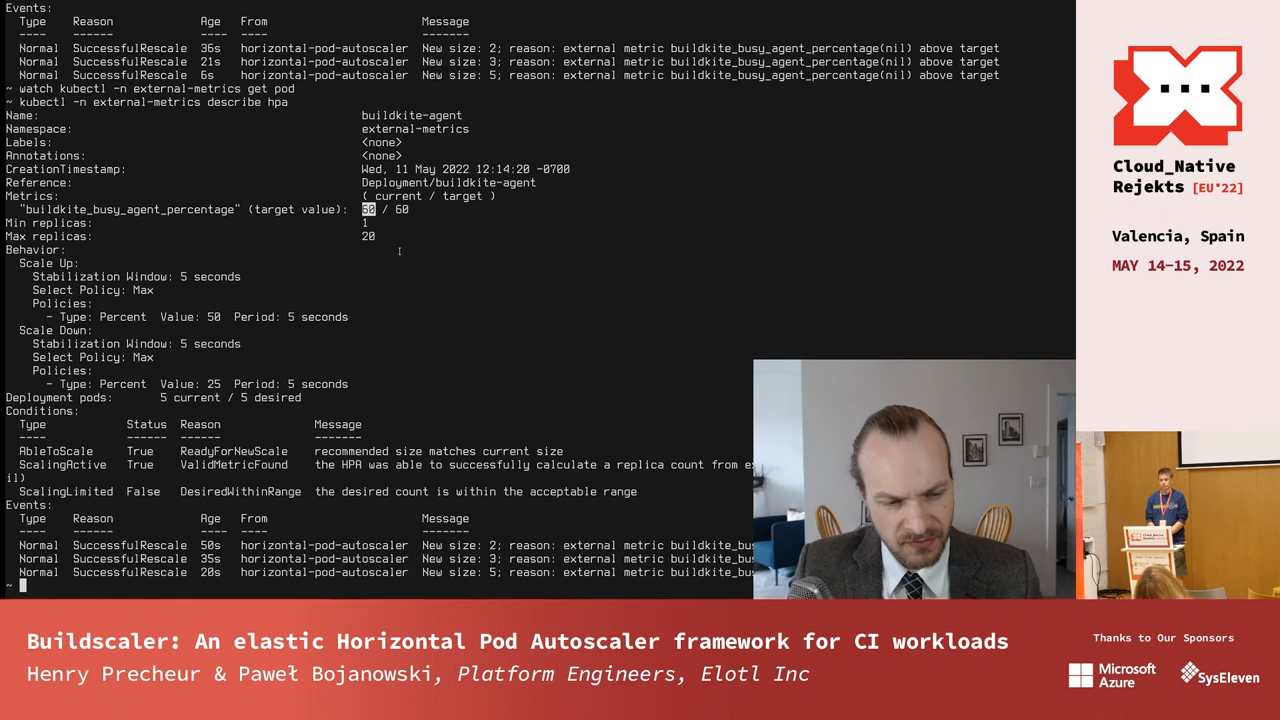 Events:
Type Reason Age From Message
---- ------ ---- ---- -------
Normal SuccessfulRescale 36s horizontal-pod-autoscaler New size: 2; reason: external metric buildkite_busy_agent_percentage(nil) above target
Normal SuccessfulRescale 21s horizontal-pod-autoscaler New size: 3; reason: external metric buildkite_busy_agent_percentage(nil) above target
Normal SuccessfulRescale 6s horizontal-pod-autoscaler New size: 5; reason: external metric buildkite_busy_agent_percentage(nil) above target
~ watch kubectl -n external-metrics get pod
~ kubectl -n external-metrics describe hpa
Name: buildkite-agent
Namespace: external-metrics
Labels: <none>
Annotations: <none>
CreationTimestamp: Wed, 11 May 2022 12:14:20 -0700
Reference: Deployment/buildkite-agent
Metrics: ( current / target )
"buildkite_busy_agent_percentage" (target value): 60 / 60
Min replicas: 1
Max replicas: 20
Behavior:
Scale Up:
Stabilization Window: 5 seconds
Select Policy: Max
Policies:
- Type: Percent Value: 50 Period: 5 seconds
Scale Down:
Stabilization Window: 5 seconds
Select Policy: Max
Policies:
- Type: Percent Value: 25 Period: 5 seconds
Deployment pods: 5 current / 5 desired
Conditions:
Type Status Reason Message
---- ------ ------ -------
AbleToScale True ReadyForNewScale recommended size matches current size
ScalingActive True ValidMetricFound the HPA was able to successfully calculate a replica count from ex
il)
ScalingLimited False DesiredWithinRange the desired count is within the acceptable range
Events:
Type Reason Age From Message
---- ------ ---- ---- -------
Normal SuccessfulRescale 50s horizontal-pod-autoscaler New size: 2; reason: external metric buildkite_bus
Normal SuccessfulRescale 35s horizontal-pod-autoscaler New size: 3; reason: external metric buildkite_bus
Normal SuccessfulRescale 20s horizontal-pod-autoscaler New size: 5; reason: external metric buildkite_bus
~
Cloud_Native
Rejekts [EU*22]
Valencia, Spain
MAY 14-15, 2022
Cloud_Native
Rejekts
Buildscaler: An elastic Horizontal Pod Autoscaler framework for CI workloads
Henry Precheur & Paweł Bojanowski, Platform Engineers, Elotl Inc
Thanks to Our Sponsors
Microsoft
Azure
SysEleven